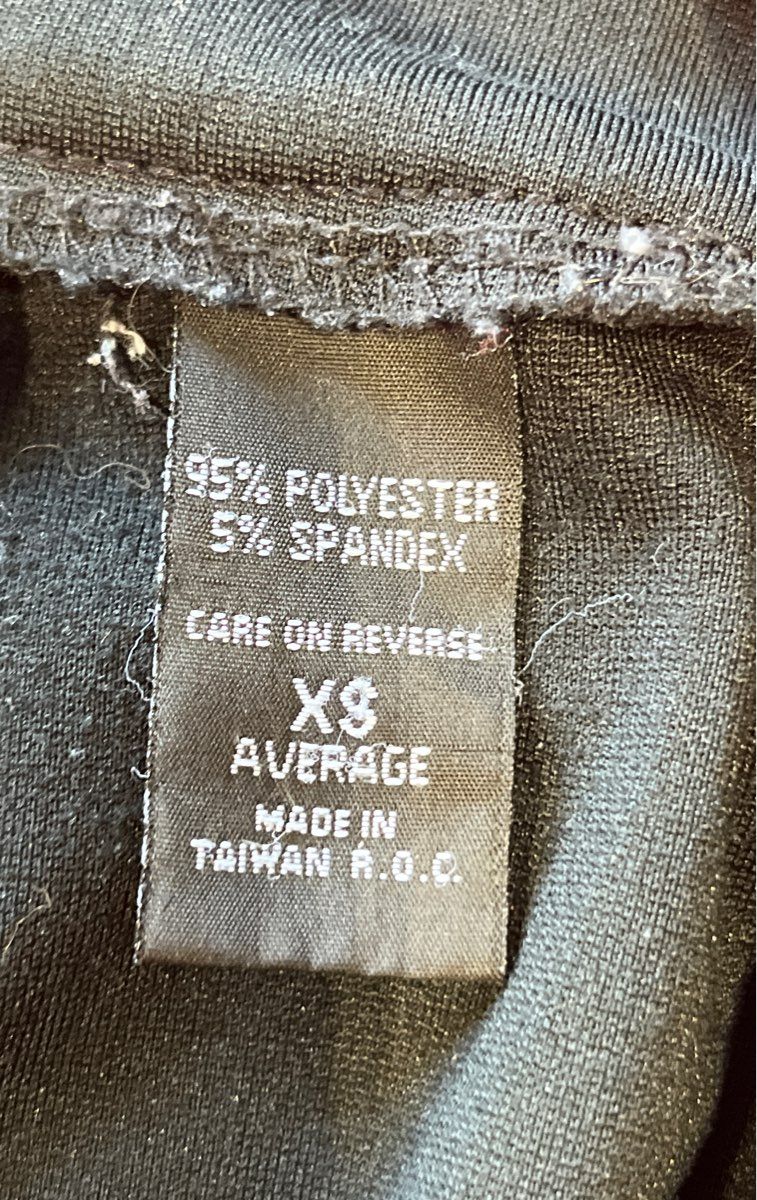 95% POLYESTER
5% SPANDEX
CARE ON REVERSE
XS
AVERAGE
MADE IN
TAIWAN R.O.C.